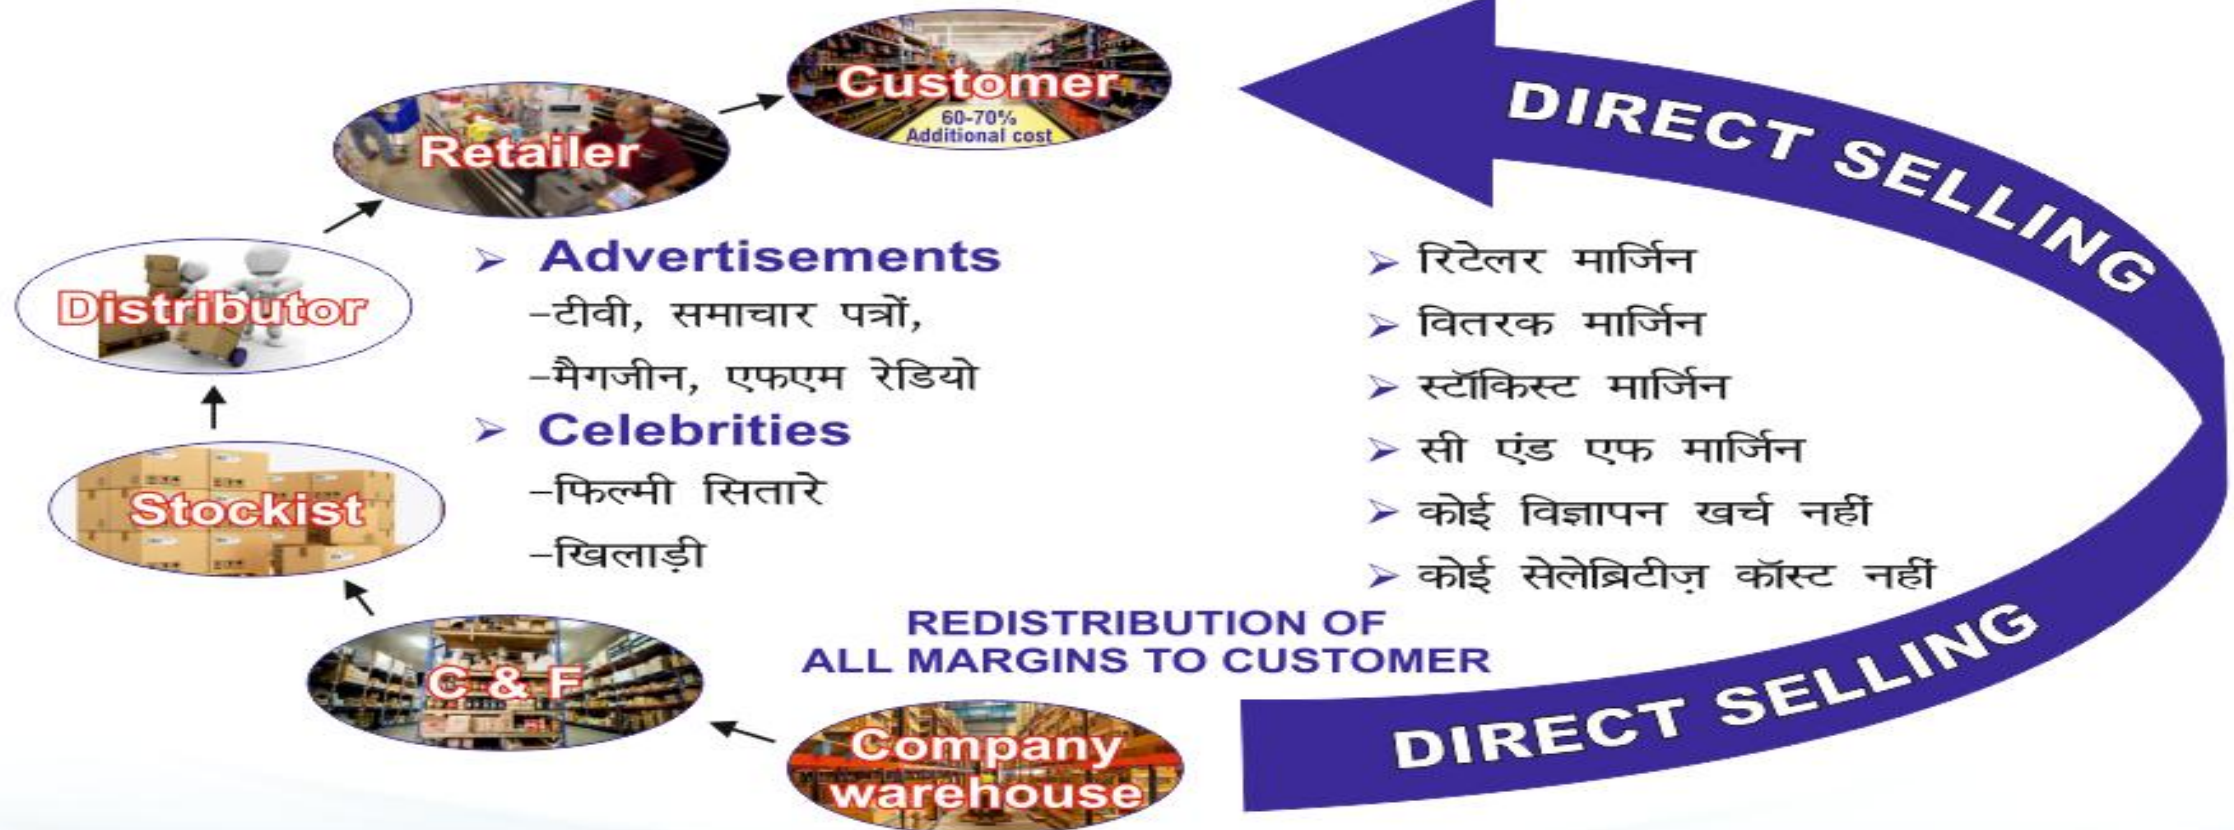 Customer
60-70%
Additional cost
Retailer
Distributor
Stockist
C & F
Company
warehouse
➢ Advertisements
–टीवी, समाचार पत्रों,
–मैगजीन, एफएम रेडियो
➢ Celebrities
–फिल्मी सितारे
–खिलाड़ी
REDISTRIBUTION OF
ALL MARGINS TO CUSTOMER
DIRECT SELLING
➢ रिटेलर मार्जिन
➢ वितरक मार्जिन
➢ स्टॉकिस्ट मार्जिन
➢ सी एंड एफ मार्जिन
➢ कोई विज्ञापन खर्च नहीं
➢ कोई सेलेब्रिटीज़ कॉस्ट नहीं
DIRECT SELLING